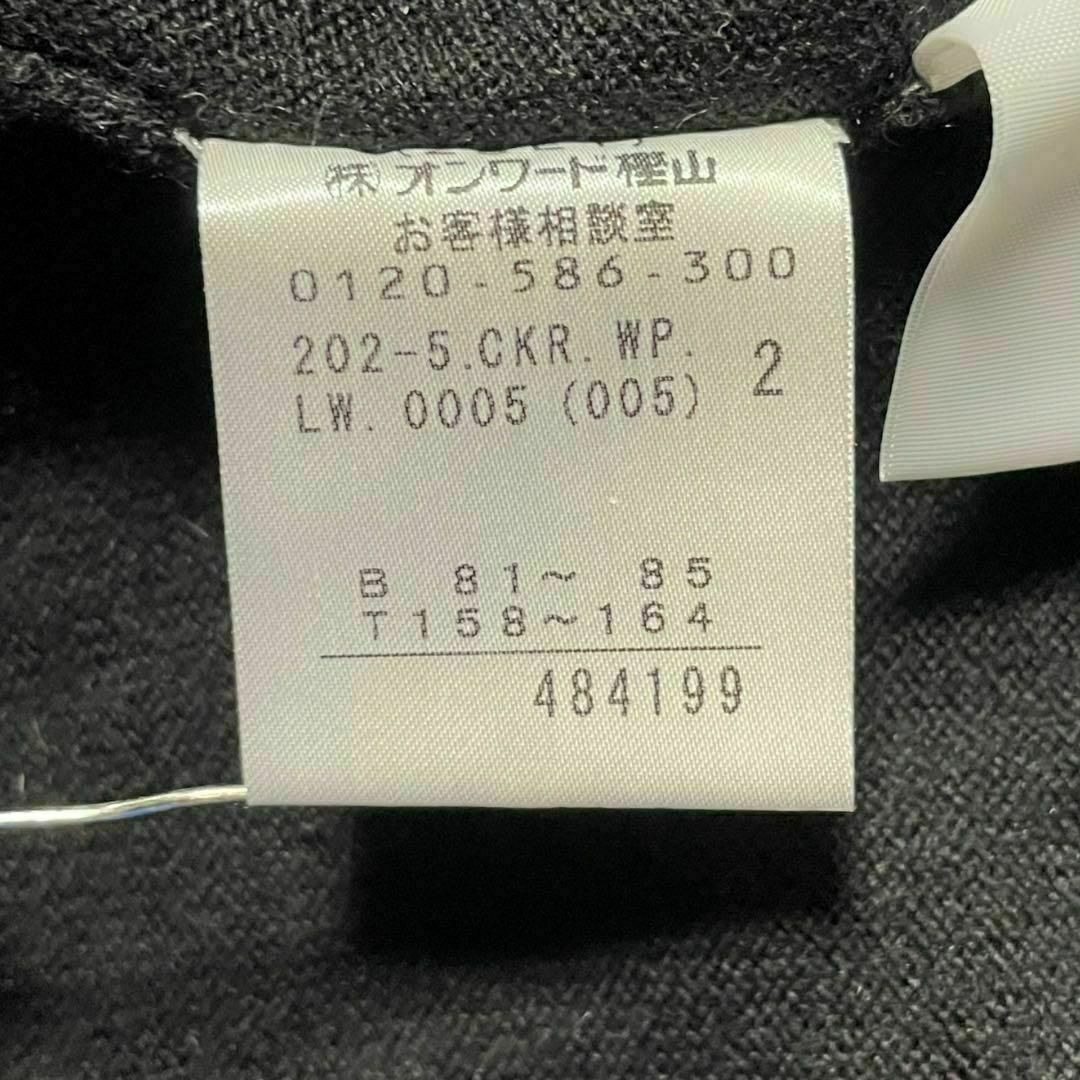 ㈱オンワード樫山
お客様相談室
0120-586-300
202-5.CKR.WP.
LW. 0005 (005) 2
B 81~ 85
T158~164
484199